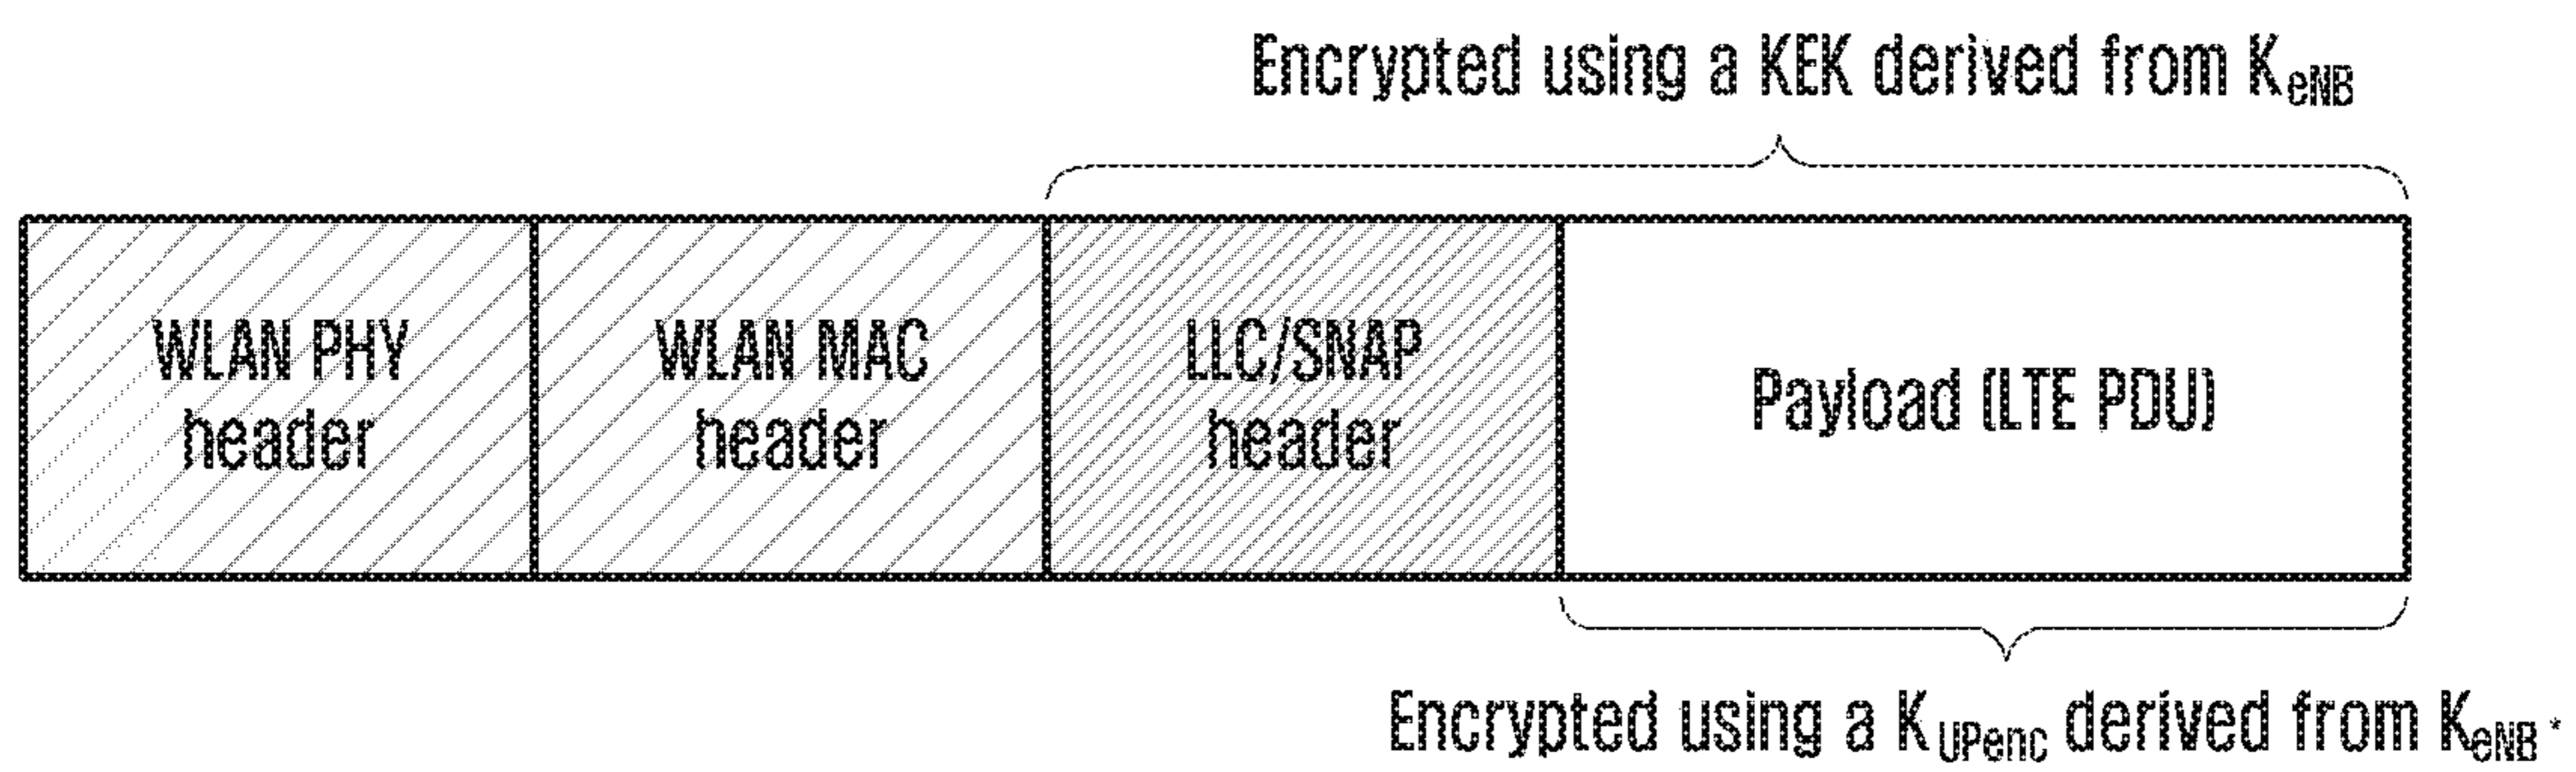 Encrypted using a KEK derived from KeNB
WLAN PHY
header
WLAN MAC
header
LLC/SNAP
header
Payload (LTE PDU)
Encrypted using a KUPenc derived from KeNB*